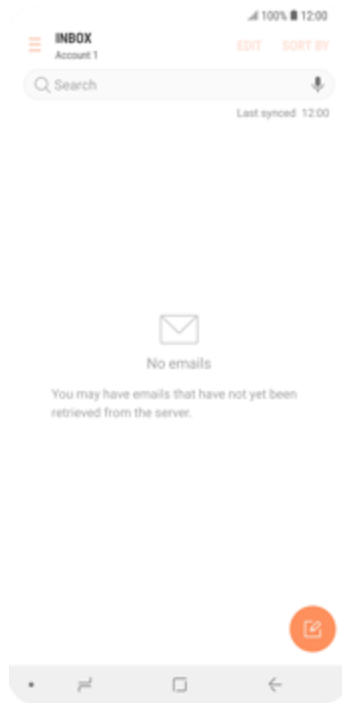 100% 12:00
INBOX
Account 1
EDIT SORT BY
Search
Last synced 12:00
No emails
You may have emails that have not yet been
retrieved from the server.